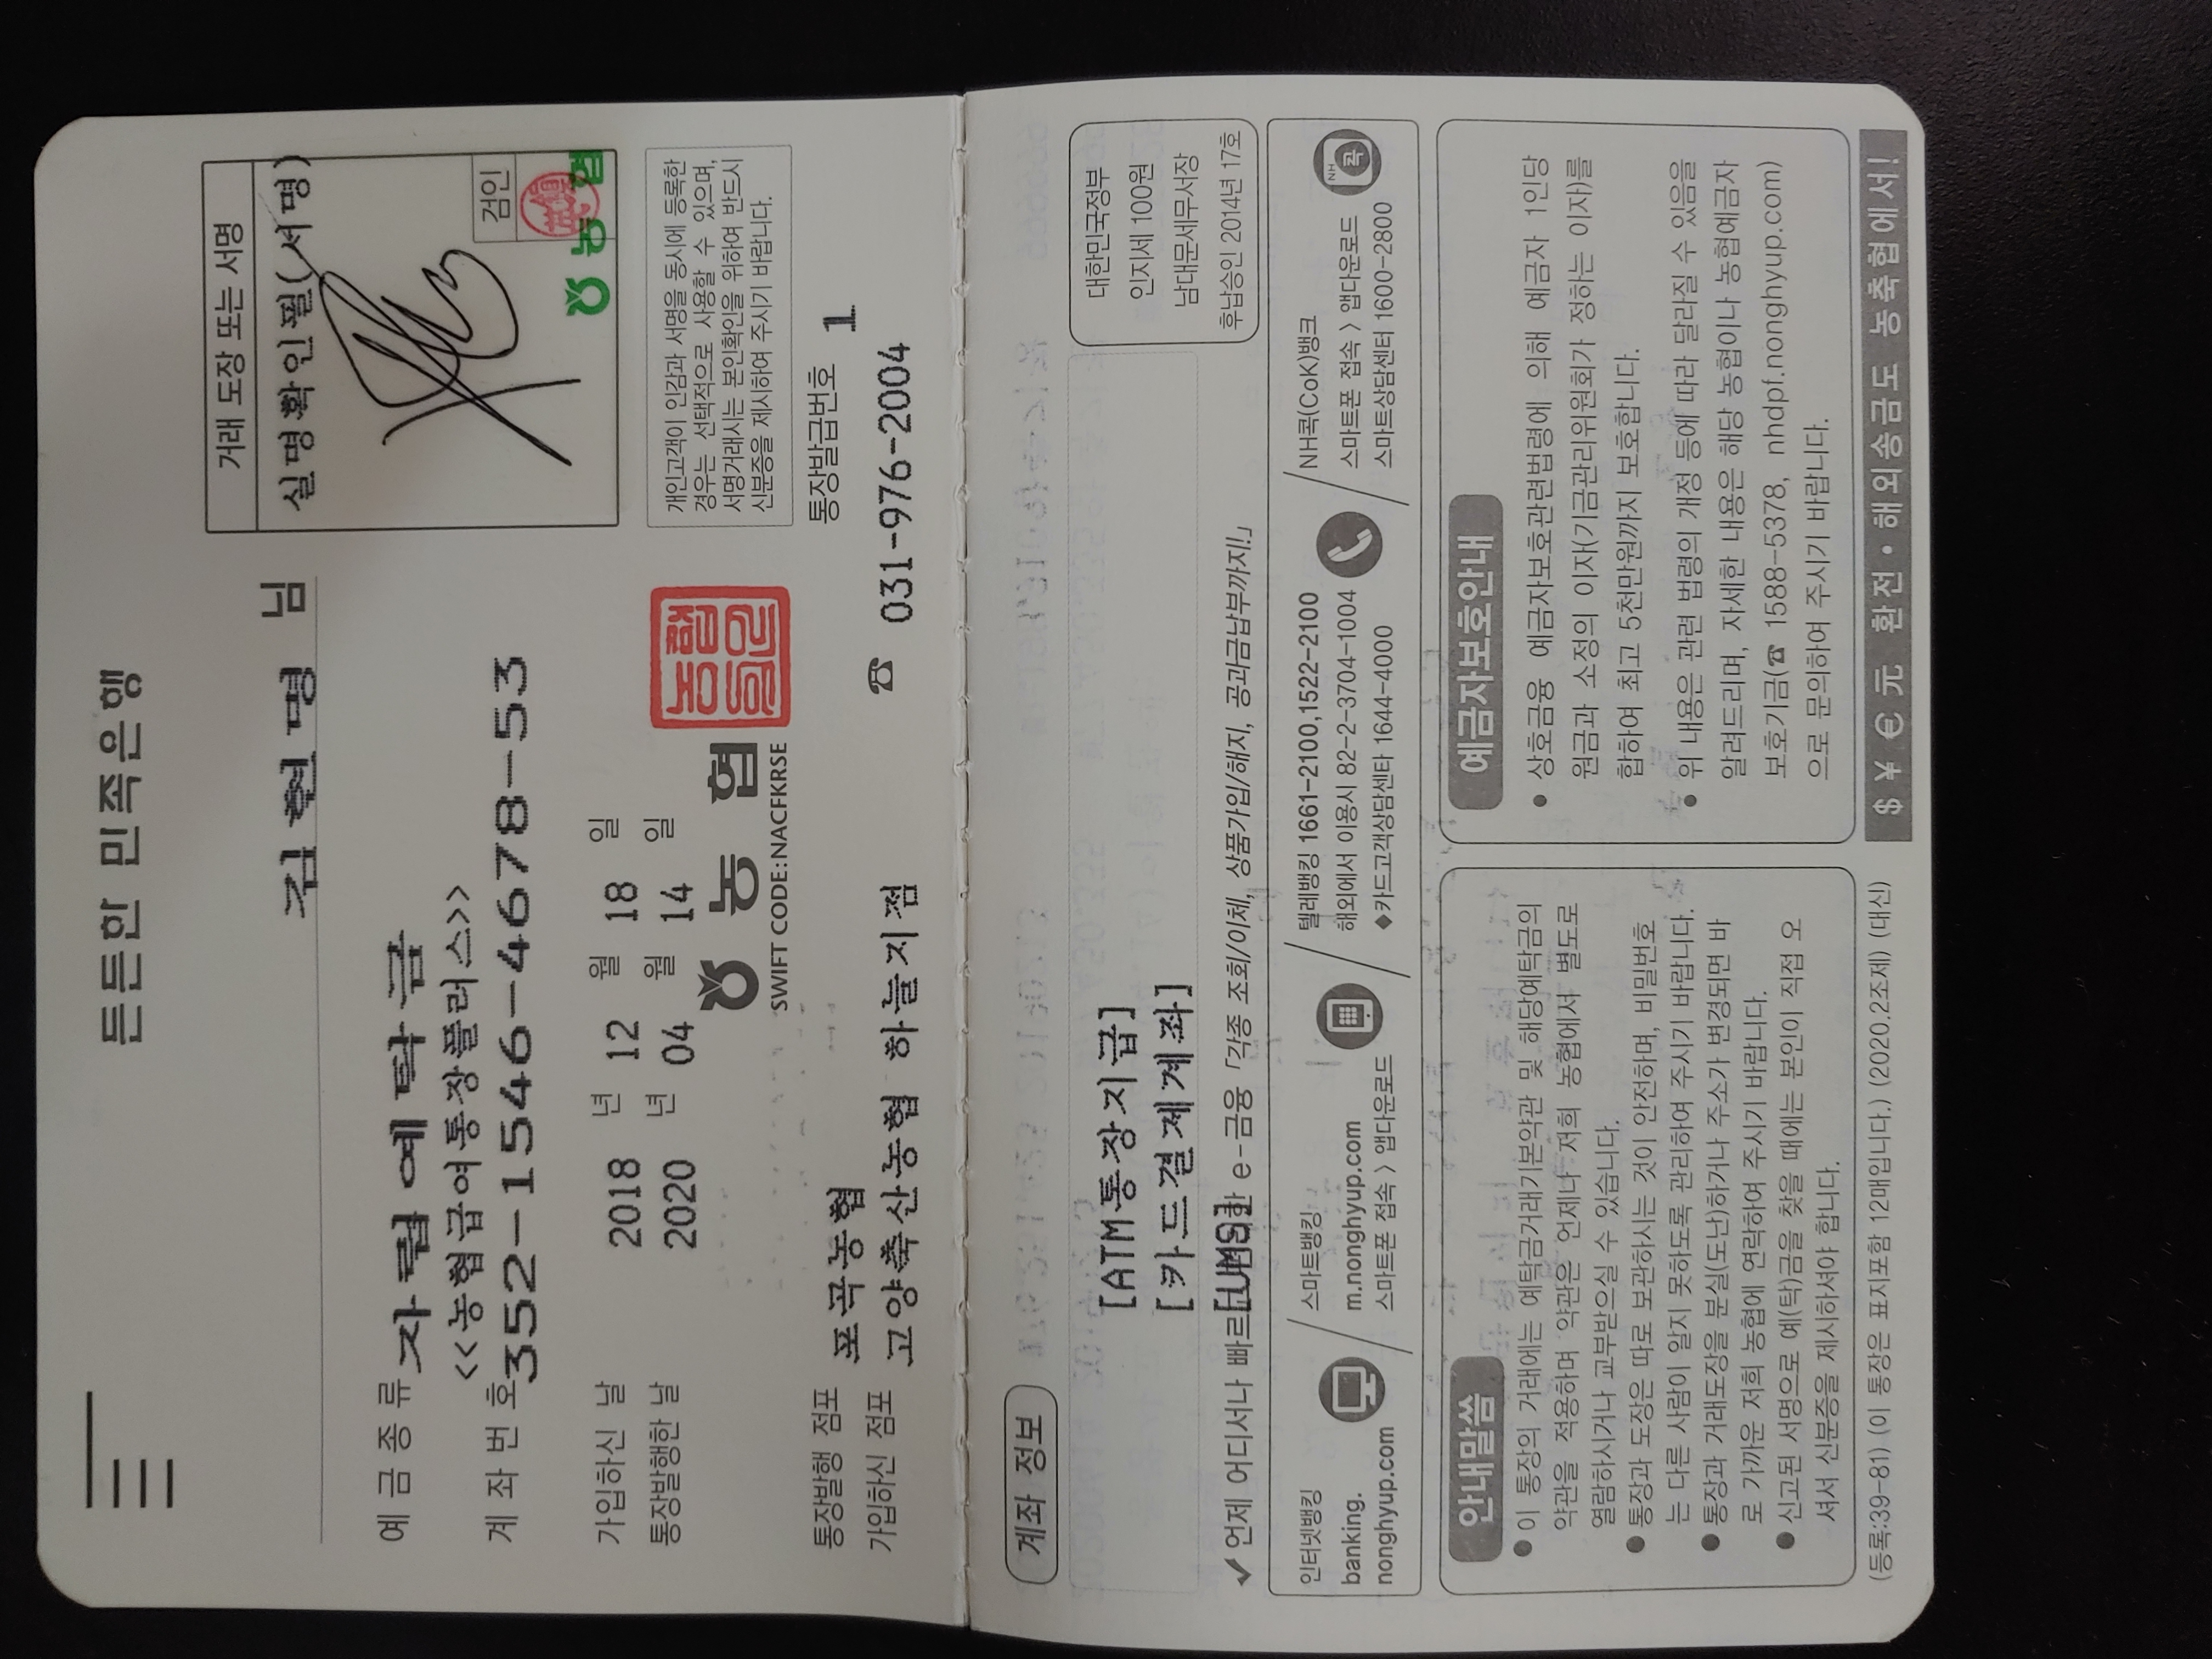 든든한 민족은행
거래 도장 또는 서명
김현명 님
실명확인필(서명)
예금종류 자립예탁금
<<농협급여통장플러스>>
계좌번호 352-1546-4678-53
검인
농협
가입하신 날 2018 년 12 월 18 일
통장발행한 날 2020 년 04 월 14 일
농협
SWIFT CODE:NACFKRSE
개인고객이 인감과 서명을 동시에 등록한
경우는 선택적으로 사용할 수 있으며,
서명거래시는 본인확인을 위하여 반드시
신분증을 제시하여 주시기 바랍니다.
통장발행 점포 포곡농협
통장발급번호 1
가입하신 점포 고양축산농협 하늘지점 ☎ 031-976-2004
계좌 정보
[ATM통장지급]
[카드결제계좌]
[UMS]
대한민국정부
인지세 100원
남대문세무서장
후납승인 2014년 17호
✔언제 어디서나 e-금융 「각종 조회/이체, 상품가입/해지, 공과금납부까지!」
인터넷뱅킹
banking.
nonghyup.com
스마트뱅킹
m.nonghyup.com
스마트폰 접속 〉 앱다운로드
텔레뱅킹 1661-2100,1522-2100
해외에서 이용시 82-2-3704-1004
◆카드고객상담센타 1644-4000
NH콕(CoK)뱅크
스마트폰 접속 〉 앱다운로드
스마트상담센터 1600-2800
NH
콕
안내말씀
● 이 통장의 거래에는 예탁금거래기본약관 및 해당예탁금의
약관을 적용하며 약관은 언제나 저희 농협에서 별도로
열람하시거나 교부받으실 수 있습니다.
● 통장과 도장은 따로 보관하시는 것이 안전하며, 비밀번호
는 다른 사람이 알지 못하도록 관리하여 주시기 바랍니다.
● 통장과 거래도장을 분실(도난)하거나 주소가 변경되면 바
로 가까운 저희 농협에 연락하여 주시기 바랍니다.
● 신고된 서명으로 예(탁)금을 찾을 때에는 본인이 직접 오
셔서 신분증을 제시하셔야 합니다.
예금자보호안내
• 상호금융 예금자보호관련법령에 의해 예금자 1인당
원금과 소정의 이자(기금관리위원회가 정하는 이자)를
합하여 최고 5천만원까지 보호합니다.
• 위 내용은 관련 법령의 개정 등에 따라 달라질 수 있음을
알려드리며, 자세한 내용은 해당 농협이나 농협예금자
보호기금(☎ 1588-5378, nhdpf.nonghyup.com)
으로 문의하여 주시기 바랍니다.
(등록:39-81) (이 통장은 표지포함 12매입니다.) (2020.2조제) (대신)
$ ¥ € 元 환전 • 해외송금도 농축협에서!